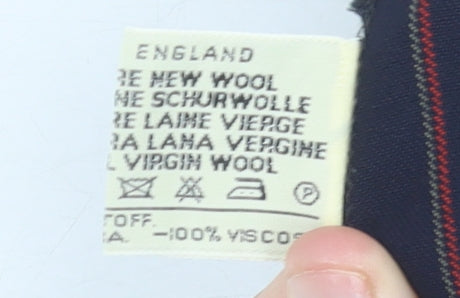 ENGLAND
RE NEW WOOL
NE SCHURWOLLE
RE LAINE VIERGE
RA LANA VERGINE
L VIRGIN WOOL
P
TOFF
A. -100% VISCOS